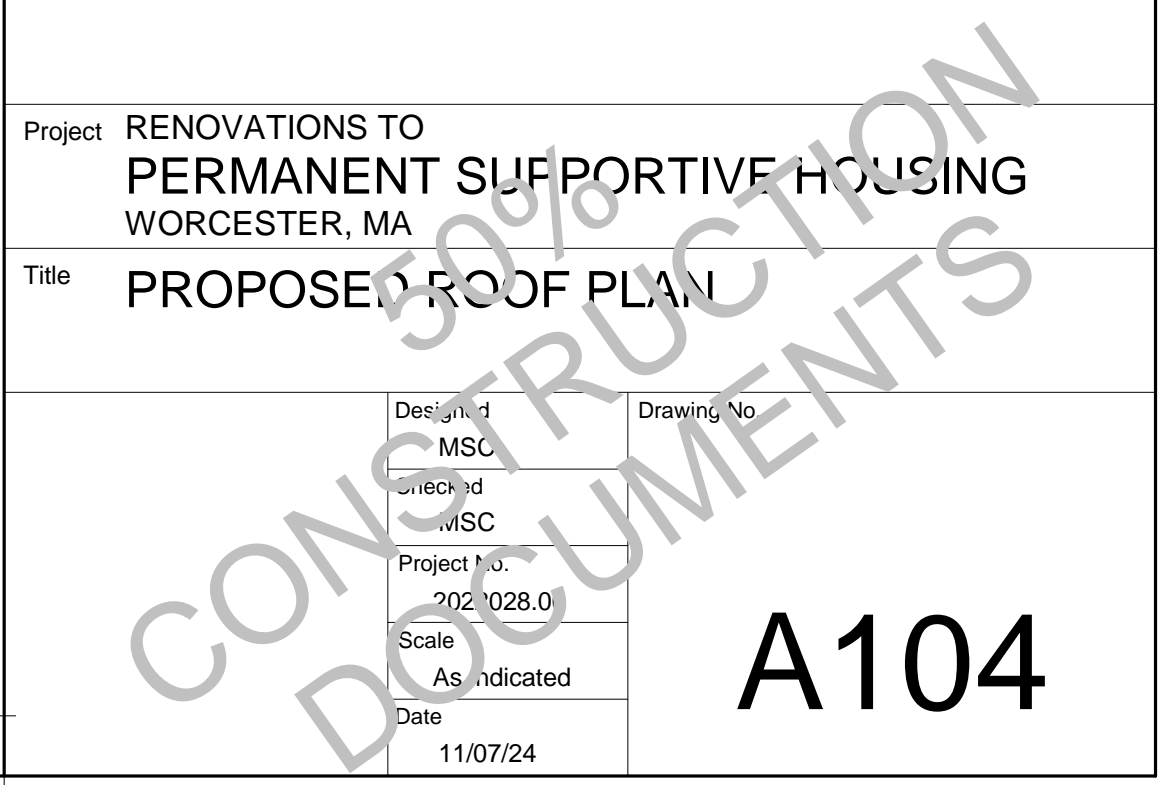 Project RENOVATIONS TO
PERMANENT SUPPORTIVE HOUSING
WORCESTER, MA
Title PROPOSED ROOF PLAN
Designed
MSC
Checked
MSC
Project No.
Scale
As indicated
Date
11/07/24
Drawing No.
A104
50%
CONSTRUCTION
DOCUMENTS